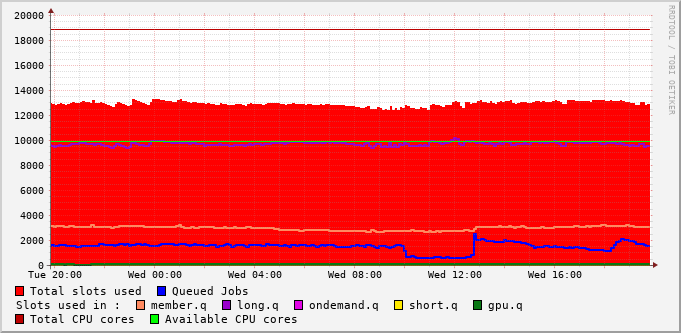 20000
18000
16000
14000
12000
10000
8000
6000
4000
2000
0
Tue 20:00 Wed 00:00 Wed 04:00 Wed 08:00 Wed 12:00 Wed 16:00
RRDTOOL / TOBI OETIKER
Total slots used Queued Jobs
Slots used in : member.q long.q ondemand.q short.q gpu.q
Total CPU cores Available CPU cores